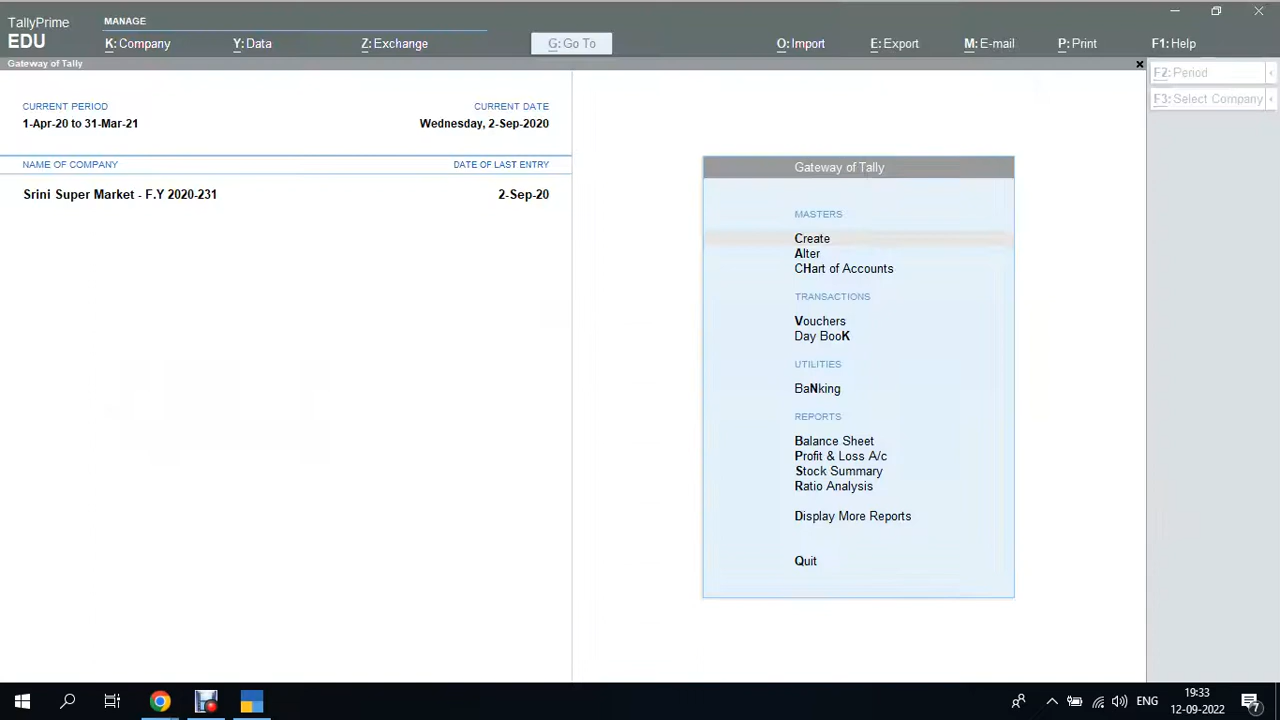 TallyPrime
EDU
MANAGE
K: Company
Y: Data
Z: Exchange
G: Go To
O: Import
E: Export
M: E-mail
P: Print
F1: Help
Gateway of Tally
F2: Period
F3: Select Company
CURRENT PERIOD
CURRENT DATE
1-Apr-20 to 31-Mar-21
Wednesday, 2-Sep-2020
NAME OF COMPANY
DATE OF LAST ENTRY
Srini Super Market - F.Y 2020-231
2-Sep-20
Gateway of Tally
MASTERS
Create
Alter
CHart of Accounts
TRANSACTIONS
Vouchers
Day BooK
UTILITIES
BaNking
REPORTS
Balance Sheet
Profit & Loss A/c
Stock Summary
Ratio Analysis
Display More Reports
Quit
ENG
19:33
12-09-2022
7